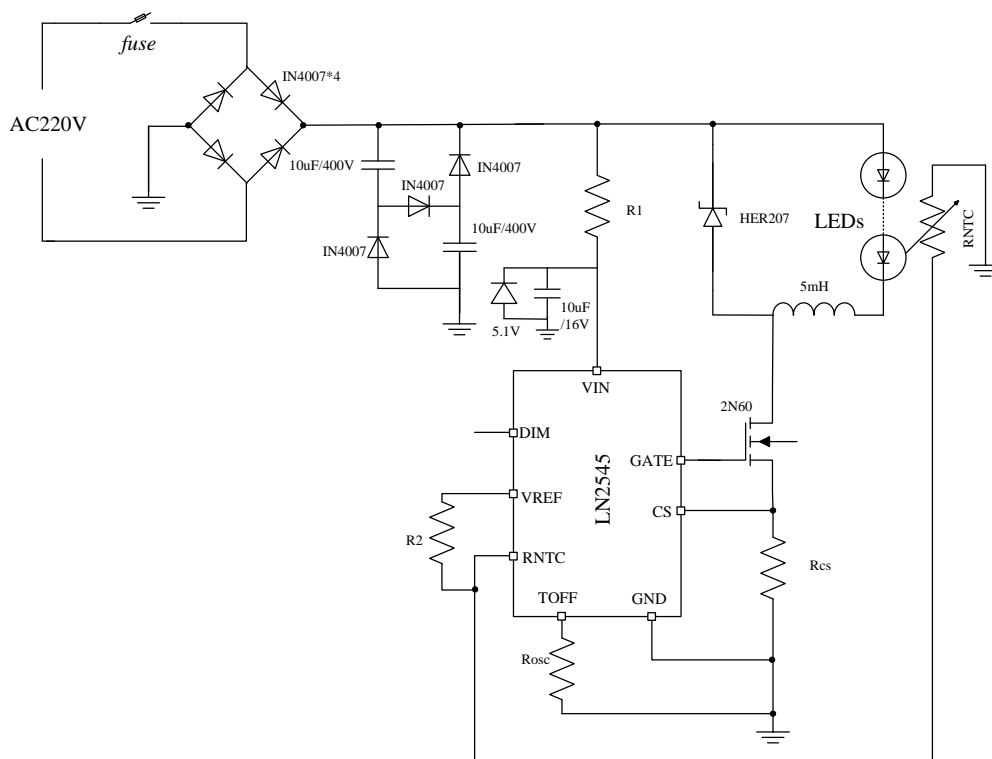 fuse
IN4007*4
AC220V
10uF/400V
IN4007
IN4007
R1
HER207
LEDs
RNTC
10uF/400V
IN4007
5mH
5.1V
10uF
/16V
VIN
2N60
DIM
GATE
LN2545
VREF
CS
R2
RNTC
Rcs
TOFF
GND
Rosc